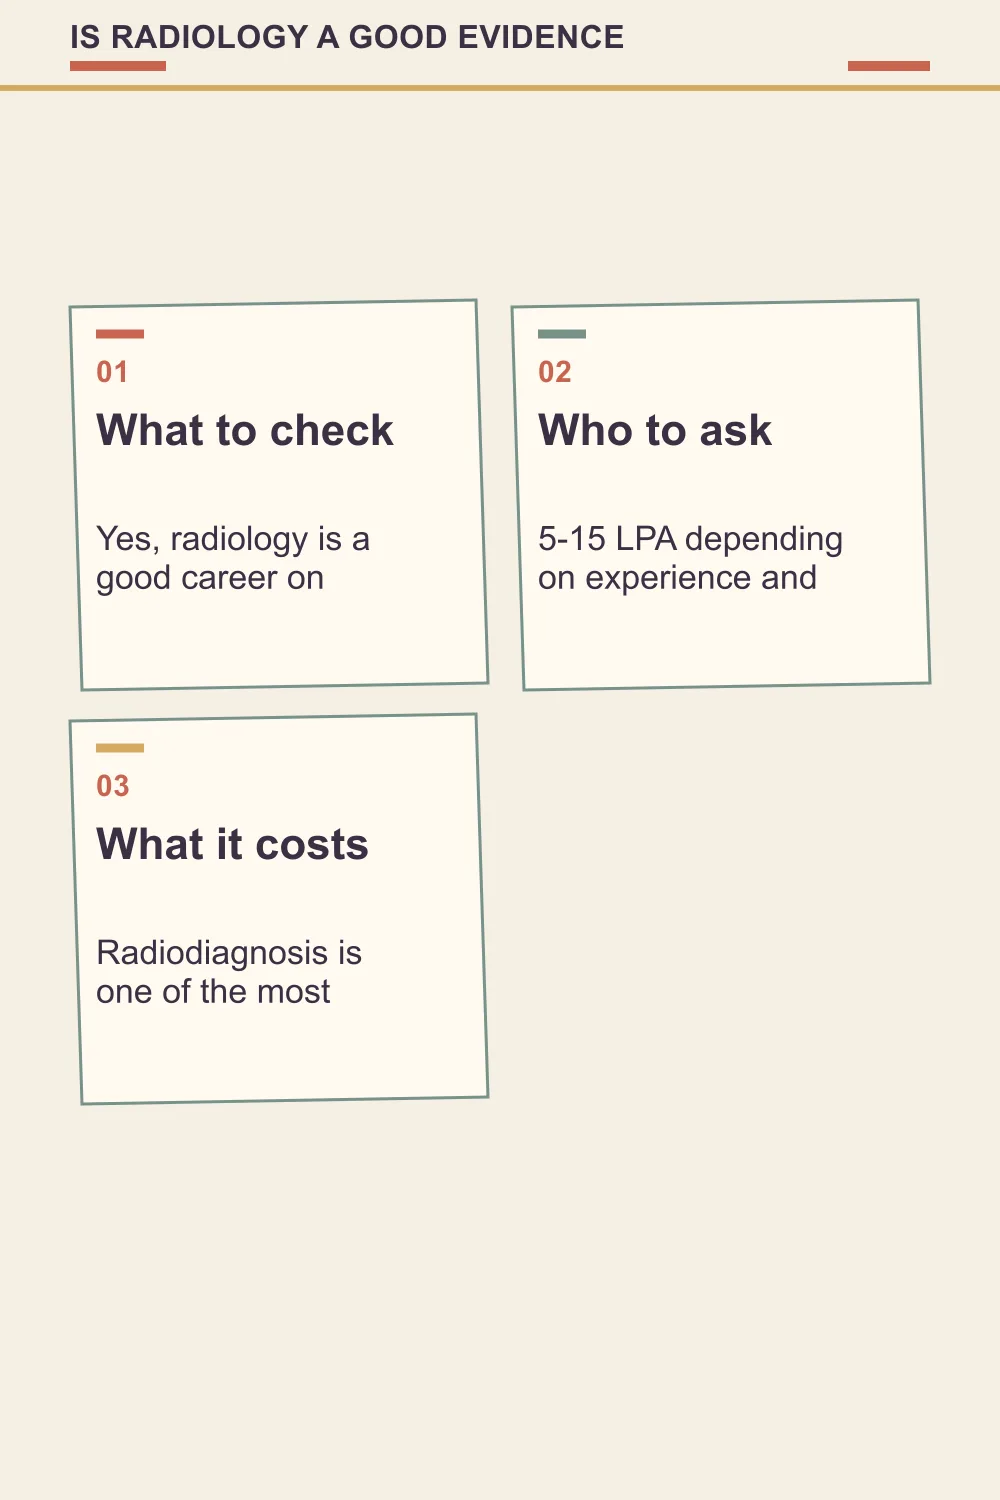 IS RADIOLOGY A GOOD EVIDENCE
01
What to check
Yes, radiology is a
good career on
02
Who to ask
5-15 LPA depending
on experience and
03
What it costs
Radiodiagnosis is
one of the most